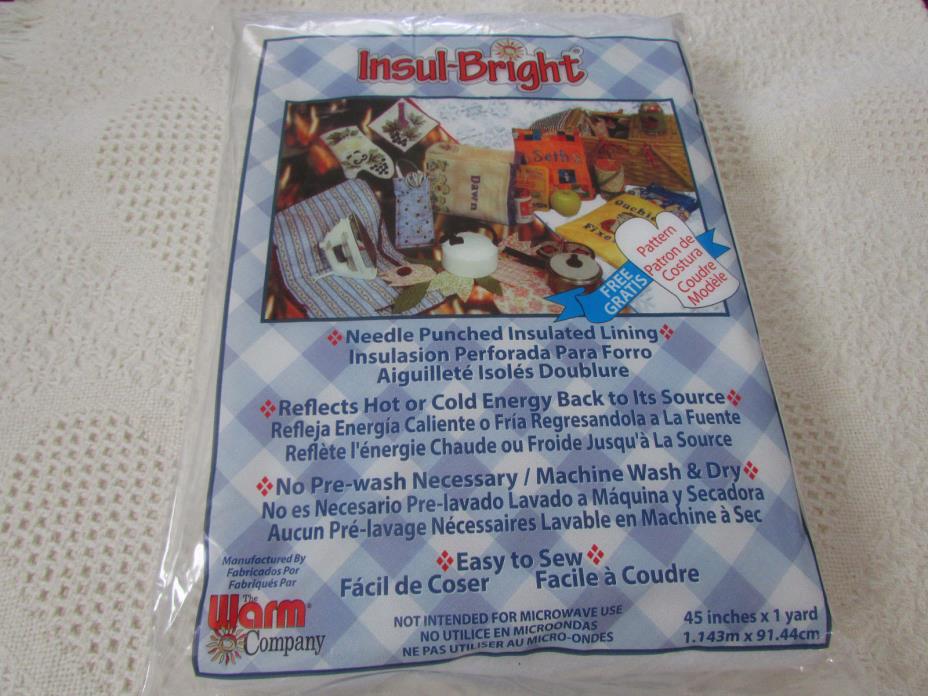 Insul-Bright®
Seth's
Dawn
Ouchie
Fixe
FREE
GRATIS
Pattern
Patron de
Costura
Coudre
Modèle
Needle Punched Insulated Lining
Insulasion Perforada Para Forro
Aiguilleté Isolés Doublure
Reflects Hot or Cold Energy Back to Its Source
Refleja Energía Caliente o Fría Regresandola a La Fuente
Reflète l'énergie Chaude ou Froide Jusqu'à La Source
No Pre-wash Necessary / Machine Wash & Dry
No es Necesario Pre-lavado Lavado a Máquina y Secadora
Aucun Pré-lavage Nécessaires Lavable en Machine à Sec
Easy to Sew
Fácil de Coser Facile à Coudre
Manufactured By
Fabricados Por
Fabriqués Par
The
Warm®
Company
NOT INTENDED FOR MICROWAVE USE
NO UTILICE EN MICROONDAS
NE PAS UTILISER AU MICRO-ONDES
45 inches x 1 yard
1.143m x 91.44cm